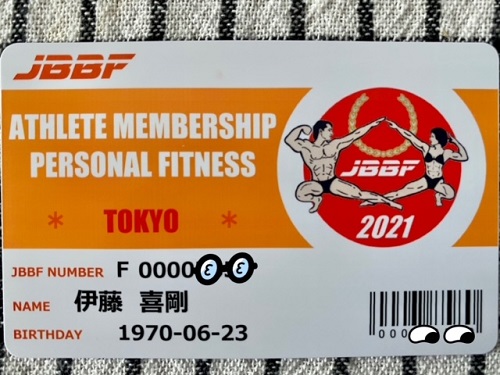 JBBF
ATHLETE MEMBERSHIP
PERSONAL FITNESS
* TOKYO *
JBBF
2021
JBBF NUMBER F 0000
NAME 伊藤 喜剛
BIRTHDAY 1970-06-23
000